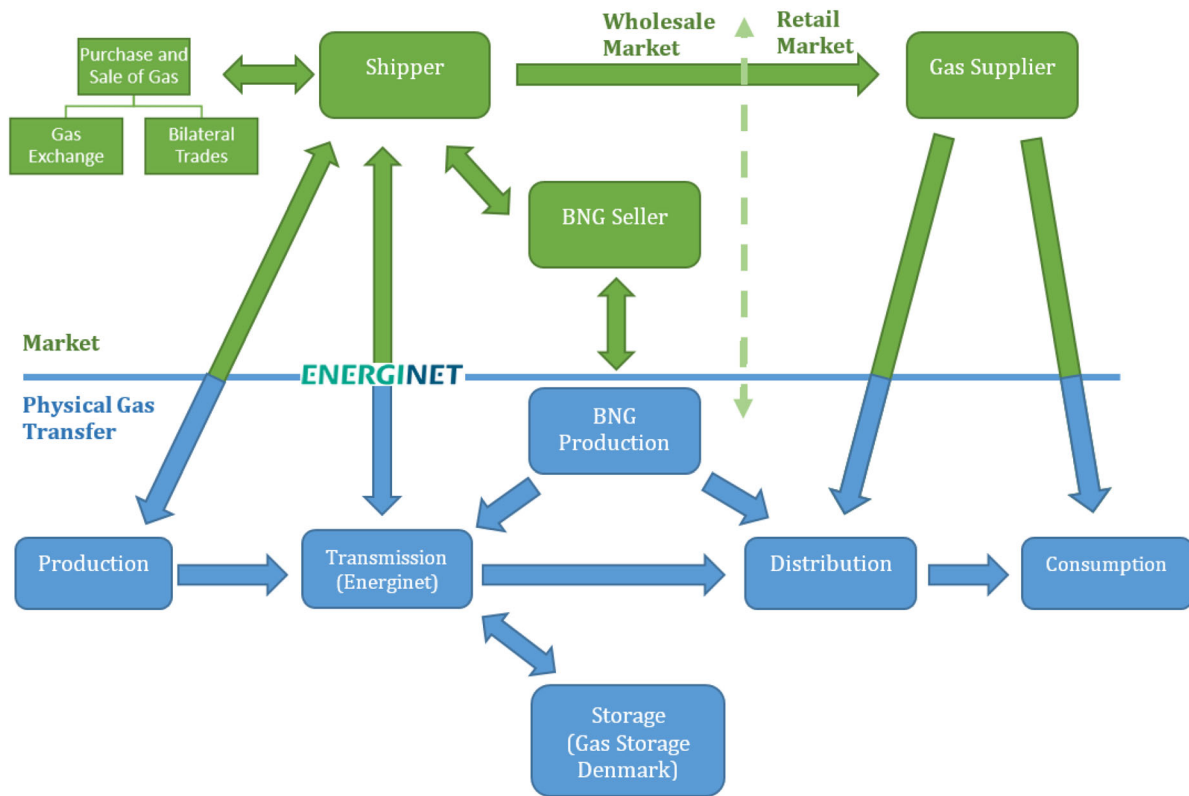 Wholesale
Market
Retail
Market
Purchase and
Sale of Gas
Shipper
Gas Supplier
Gas
Exchange
Bilateral
Trades
BNG Seller
Market
ENERGINET
Physical Gas
Transfer
BNG
Production
Production
Transmission
(Energinet)
Distribution
Consumption
Storage
(Gas Storage
Denmark)